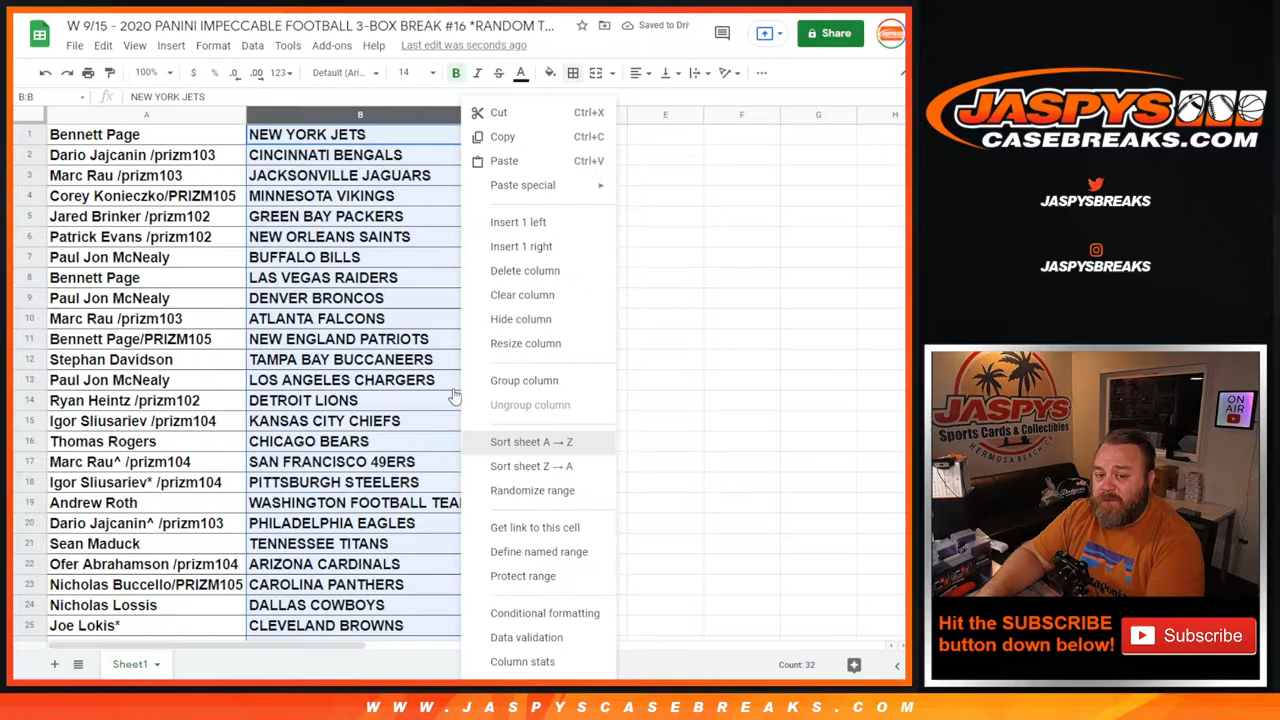 W 9/15 - 2020 PANINI IMPECCABLE FOOTBALL 3-BOX BREAK #16 *RANDOM T...
Saved to Dri
File Edit View Insert Format Data Tools Add-ons Help Last edit was seconds ago
Share
100% $ % .0 .00 123 Default (Ari... 14 B I S A
B:B fx NEW YORK JETS
A B E F G H
1 Bennett Page NEW YORK JETS
2 Dario Jajcanin /prizm103 CINCINNATI BENGALS
3 Marc Rau /prizm103 JACKSONVILLE JAGUARS
4 Corey Konieczko/PRIZM105 MINNESOTA VIKINGS
5 Jared Brinker /prizm102 GREEN BAY PACKERS
6 Patrick Evans /prizm102 NEW ORLEANS SAINTS
7 Paul Jon McNealy BUFFALO BILLS
8 Bennett Page LAS VEGAS RAIDERS
9 Paul Jon McNealy DENVER BRONCOS
10 Marc Rau /prizm103 ATLANTA FALCONS
11 Bennett Page/PRIZM105 NEW ENGLAND PATRIOTS
12 Stephan Davidson TAMPA BAY BUCCANEERS
13 Paul Jon McNealy LOS ANGELES CHARGERS
14 Ryan Heintz /prizm102 DETROIT LIONS
15 Igor Sliusariev /prizm104 KANSAS CITY CHIEFS
16 Thomas Rogers CHICAGO BEARS
17 Marc Rau^ /prizm104 SAN FRANCISCO 49ERS
18 Igor Sliusariev* /prizm104 PITTSBURGH STEELERS
19 Andrew Roth WASHINGTON FOOTBALL TEA
20 Dario Jajcanin^ /prizm103 PHILADELPHIA EAGLES
21 Sean Maduck TENNESSEE TITANS
22 Ofer Abrahamson /prizm104 ARIZONA CARDINALS
23 Nicholas Buccello/PRIZM105 CAROLINA PANTHERS
24 Nicholas Lossis DALLAS COWBOYS
25 Joe Lokis* CLEVELAND BROWNS
Cut Ctrl+X
Copy Ctrl+C
Paste Ctrl+V
Paste special
Insert 1 left
Insert 1 right
Delete column
Clear column
Hide column
Resize column
Group column
Ungroup column
Sort sheet A → Z
Sort sheet Z → A
Randomize range
Get link to this cell
Define named range
Protect range
Conditional formatting
Data validation
Column stats
Sheet1
Count: 32
JASPYS
CASEBREAKS.COM
JASPYSBREAKS
JASPYSBREAKS
JASPYS
Sports Cards & Collectibles
HERMOSA BEACH CA
ON
AIR
Dodgers
Hit the SUBSCRIBE
button down below!
Subscribe
WWW.JASPYSCASEBREAKS.COM